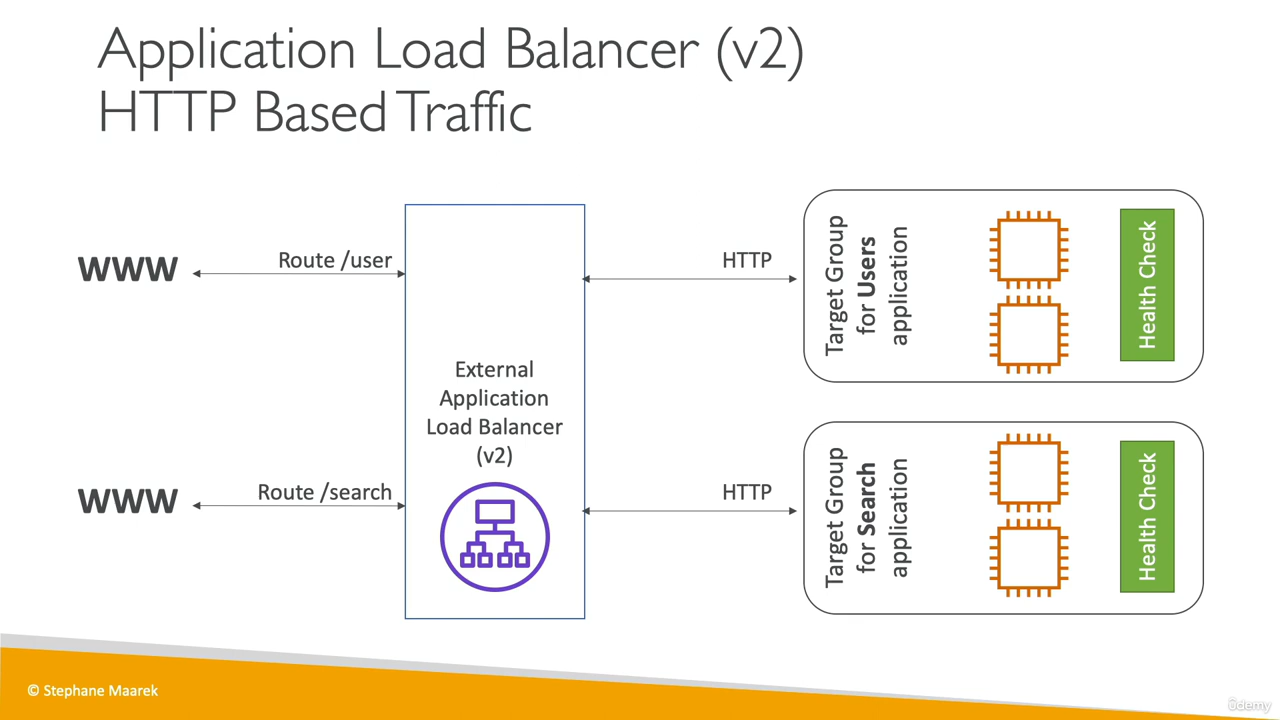 Application Load Balancer (v2)
HTTP Based Traffic
WWW
Route /user
HTTP
Target Group
for Users
application
Health Check
External
Application
Load Balancer
(v2)
WWW
Route /search
HTTP
Target Group
for Search
application
Health Check
© Stephane Maarek
ûdemy